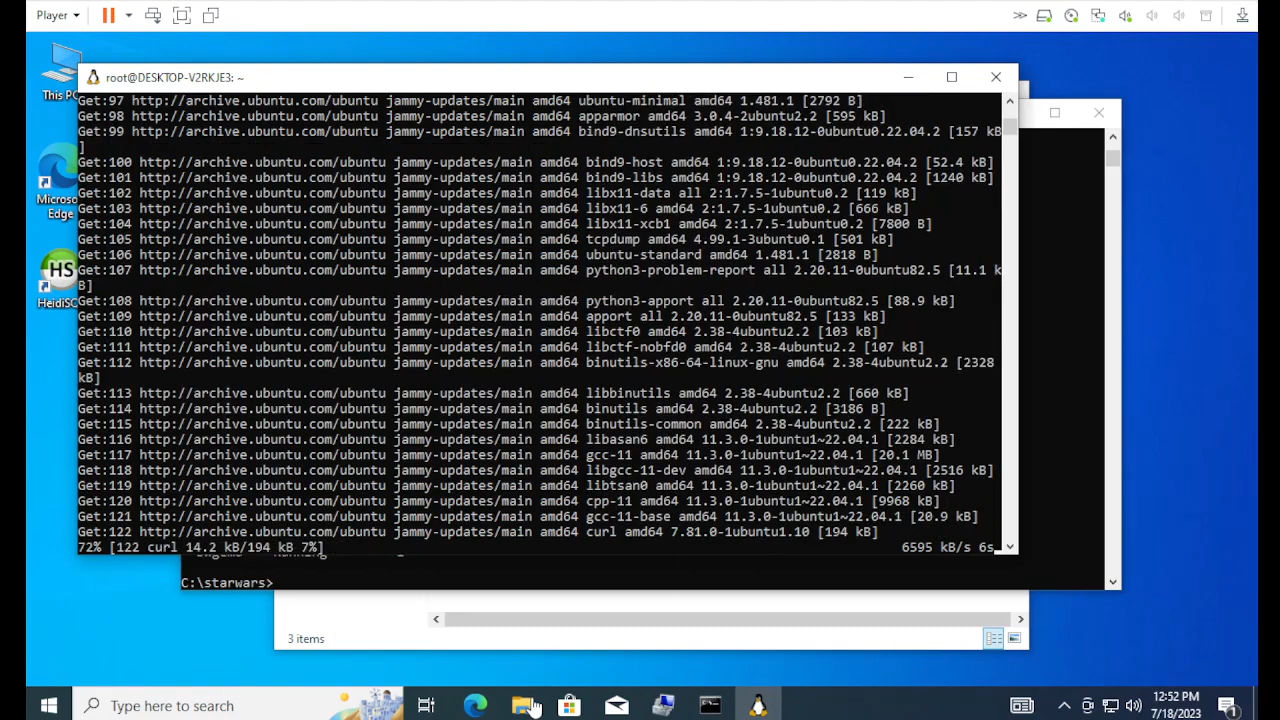 Player
This PC
Microso
Edge
HS
HeidiSQ
root@DESKTOP-V2RKJE3: ~
Get:97 http://archive.ubuntu.com/ubuntu jammy-updates/main amd64 ubuntu-minimal amd64 1.481.1 [2792 B]
Get:98 http://archive.ubuntu.com/ubuntu jammy-updates/main amd64 apparmor amd64 3.0.4-2ubuntu2.2 [595 kB]
Get:99 http://archive.ubuntu.com/ubuntu jammy-updates/main amd64 bind9-dnsutils amd64 1:9.18.12-0ubuntu0.22.04.2 [157 kB
]
Get:100 http://archive.ubuntu.com/ubuntu jammy-updates/main amd64 bind9-host amd64 1:9.18.12-0ubuntu0.22.04.2 [52.4 kB]
Get:101 http://archive.ubuntu.com/ubuntu jammy-updates/main amd64 bind9-libs amd64 1:9.18.12-0ubuntu0.22.04.2 [1240 kB]
Get:102 http://archive.ubuntu.com/ubuntu jammy-updates/main amd64 libx11-data all 2:1.7.5-1ubuntu0.2 [119 kB]
Get:103 http://archive.ubuntu.com/ubuntu jammy-updates/main amd64 libx11-6 amd64 2:1.7.5-1ubuntu0.2 [666 kB]
Get:104 http://archive.ubuntu.com/ubuntu jammy-updates/main amd64 libx11-xcb1 amd64 2:1.7.5-1ubuntu0.2 [7800 B]
Get:105 http://archive.ubuntu.com/ubuntu jammy-updates/main amd64 tcpdump amd64 4.99.1-3ubuntu0.1 [501 kB]
Get:106 http://archive.ubuntu.com/ubuntu jammy-updates/main amd64 ubuntu-standard amd64 1.481.1 [2818 B]
Get:107 http://archive.ubuntu.com/ubuntu jammy-updates/main amd64 python3-problem-report all 2.20.11-0ubuntu82.5 [11.1 k
B]
Get:108 http://archive.ubuntu.com/ubuntu jammy-updates/main amd64 python3-apport all 2.20.11-0ubuntu82.5 [88.9 kB]
Get:109 http://archive.ubuntu.com/ubuntu jammy-updates/main amd64 apport all 2.20.11-0ubuntu82.5 [133 kB]
Get:110 http://archive.ubuntu.com/ubuntu jammy-updates/main amd64 libctf0 amd64 2.38-4ubuntu2.2 [103 kB]
Get:111 http://archive.ubuntu.com/ubuntu jammy-updates/main amd64 libctf-nobfd0 amd64 2.38-4ubuntu2.2 [107 kB]
Get:112 http://archive.ubuntu.com/ubuntu jammy-updates/main amd64 binutils-x86-64-linux-gnu amd64 2.38-4ubuntu2.2 [2328
kB]
Get:113 http://archive.ubuntu.com/ubuntu jammy-updates/main amd64 libbinutils amd64 2.38-4ubuntu2.2 [660 kB]
Get:114 http://archive.ubuntu.com/ubuntu jammy-updates/main amd64 binutils amd64 2.38-4ubuntu2.2 [3186 B]
Get:115 http://archive.ubuntu.com/ubuntu jammy-updates/main amd64 binutils-common amd64 2.38-4ubuntu2.2 [222 kB]
Get:116 http://archive.ubuntu.com/ubuntu jammy-updates/main amd64 libasan6 amd64 11.3.0-1ubuntu1~22.04.1 [2284 kB]
Get:117 http://archive.ubuntu.com/ubuntu jammy-updates/main amd64 gcc-11 amd64 11.3.0-1ubuntu1~22.04.1 [20.1 MB]
Get:118 http://archive.ubuntu.com/ubuntu jammy-updates/main amd64 libgcc-11-dev amd64 11.3.0-1ubuntu1~22.04.1 [2516 kB]
Get:119 http://archive.ubuntu.com/ubuntu jammy-updates/main amd64 libtsan0 amd64 11.3.0-1ubuntu1~22.04.1 [2260 kB]
Get:120 http://archive.ubuntu.com/ubuntu jammy-updates/main amd64 cpp-11 amd64 11.3.0-1ubuntu1~22.04.1 [9968 kB]
Get:121 http://archive.ubuntu.com/ubuntu jammy-updates/main amd64 gcc-11-base amd64 11.3.0-1ubuntu1~22.04.1 [20.9 kB]
Get:122 http://archive.ubuntu.com/ubuntu jammy-updates/main amd64 curl amd64 7.81.0-1ubuntu1.10 [194 kB]
72% [122 curl 14.2 kB/194 kB 7%] 6595 kB/s 6s
C:\starwars>
3 items
Type here to search
12:52 PM
7/18/2023
1